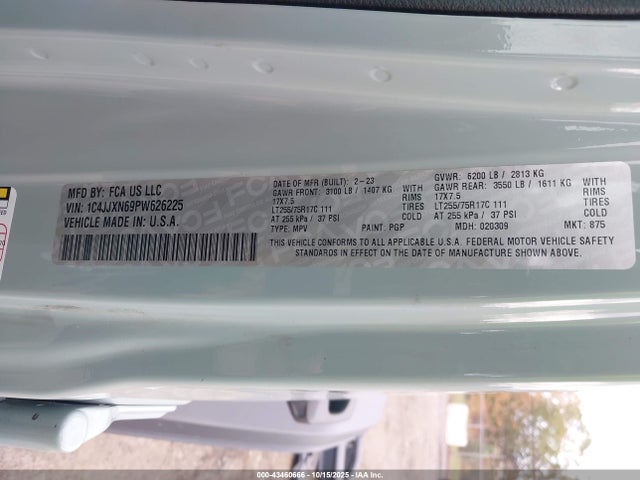 MFD BY: FCA US LLC
VIN: 1C4JJXN69PW626225
VEHICLE MADE IN: U.S.A.
DATE OF MFR (BUILT): 2-23 GVWR: 6200 LB / 2813 KG
GAWR FRONT: 3100 LB / 1407 KG WITH GAWR REAR: 3550 LB / 1611 KG WITH
17X7.5 RIMS 17X7.5 RIMS
LT255/75R17C 111 TIRES LT255/75R17C 111 TIRES
AT 255 kPa / 37 PSI COLD AT 255 kPa / 37 PSI COLD
TYPE: MPV PAINT: PGP MDH: 020309 MKT: 875
THIS VEHICLE CONFORMS TO ALL APPLICABLE U.S.A. FEDERAL MOTOR VEHICLE SAFETY
STANDARDS IN EFFECT ON THE DATE OF MANUFACTURE SHOWN ABOVE.
000-43460666 - 10/15/2025 - IAAI.com